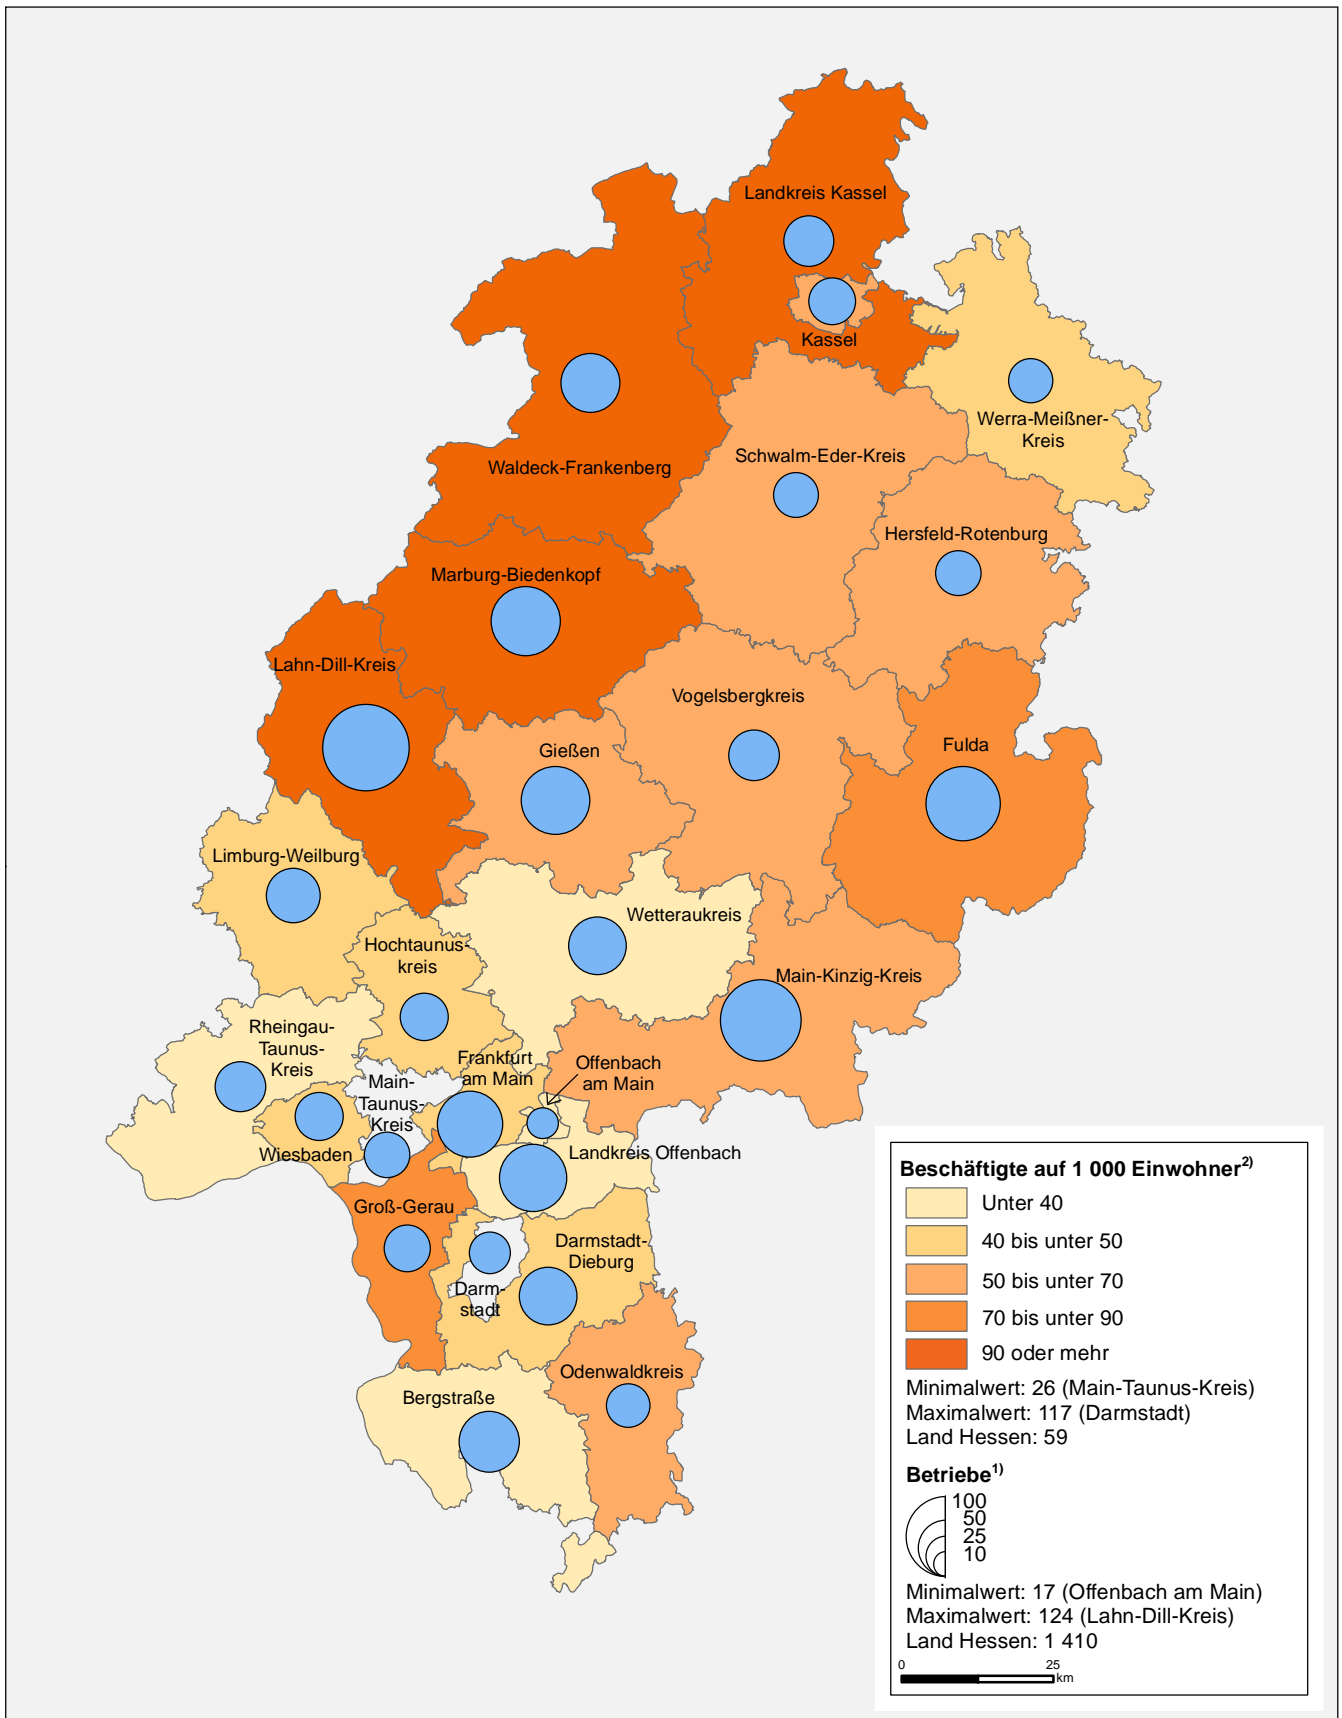 Landkreis Kassel
Kassel
Werra-Meißner-
Kreis
Waldeck-Frankenberg
Schwalm-Eder-Kreis
Hersfeld-Rotenburg
Marburg-Biedenkopf
Lahn-Dill-Kreis
Vogelsbergkreis
Gießen
Fulda
Limburg-Weilburg
Wetteraukreis
Hochtaunus-
kreis
Main-Kinzig-Kreis
Rheingau-
Taunus-
Kreis
Frankfurt
am Main
Offenbach
am Main
Main-
Taunus-
Kreis
Wiesbaden
Landkreis Offenbach
Groß-Gerau
Darmstadt-
Dieburg
Darm-
stadt
Odenwaldkreis
Bergstraße
Beschäftigte auf 1 000 Einwohner2)
Unter 40
40 bis unter 50
50 bis unter 70
70 bis unter 90
90 oder mehr
Minimalwert: 26 (Main-Taunus-Kreis)
Maximalwert: 117 (Darmstadt)
Land Hessen: 59
Betriebe1)
100
50
25
10
Minimalwert: 17 (Offenbach am Main)
Maximalwert: 124 (Lahn-Dill-Kreis)
Land Hessen: 1 410
0 25
km